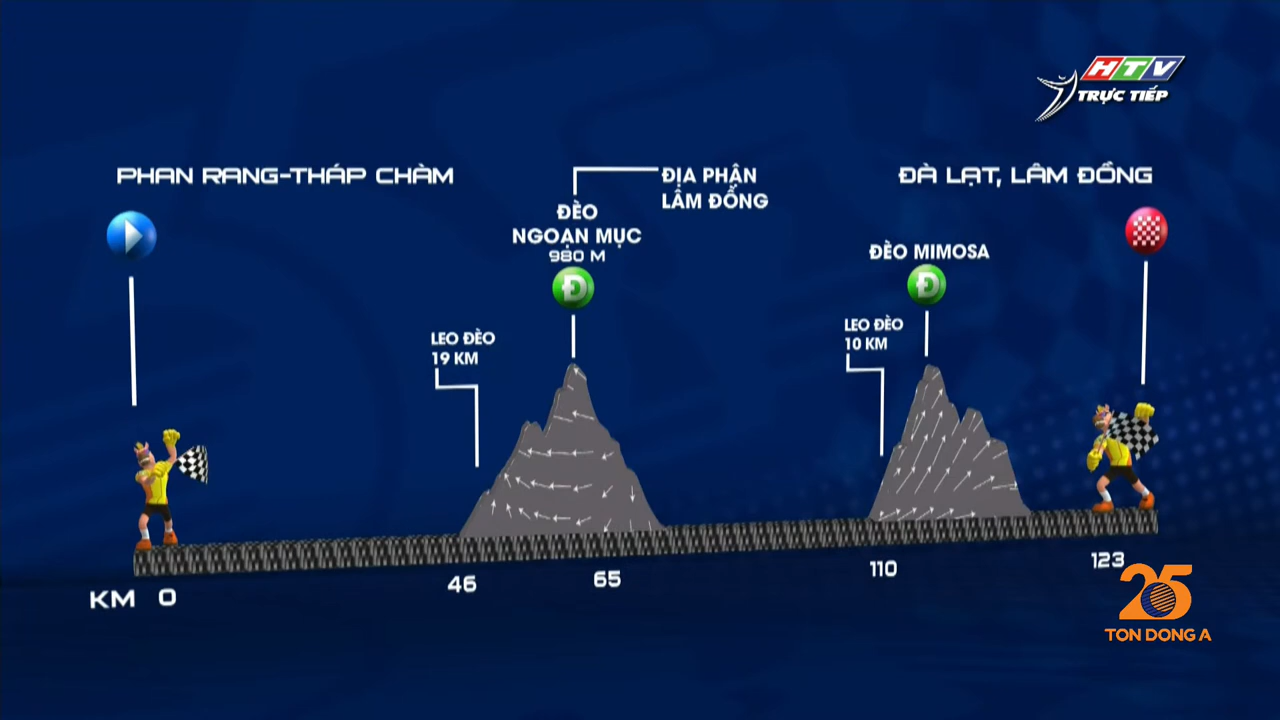 HTV
TRỰC TIẾP
PHAN RANG-THÁP CHÀM
ĐỊA PHẬN
LÂM ĐỒNG
ĐÀ LẠT, LÂM ĐỒNG
ĐÈO
NGOẠN MỤC
980 M
Đ
ĐÈO MIMOSA
Đ
LEO ĐÈO
19 KM
LEO ĐÈO
10 KM
KM 0
46
65
110
123
25
TON DONG A